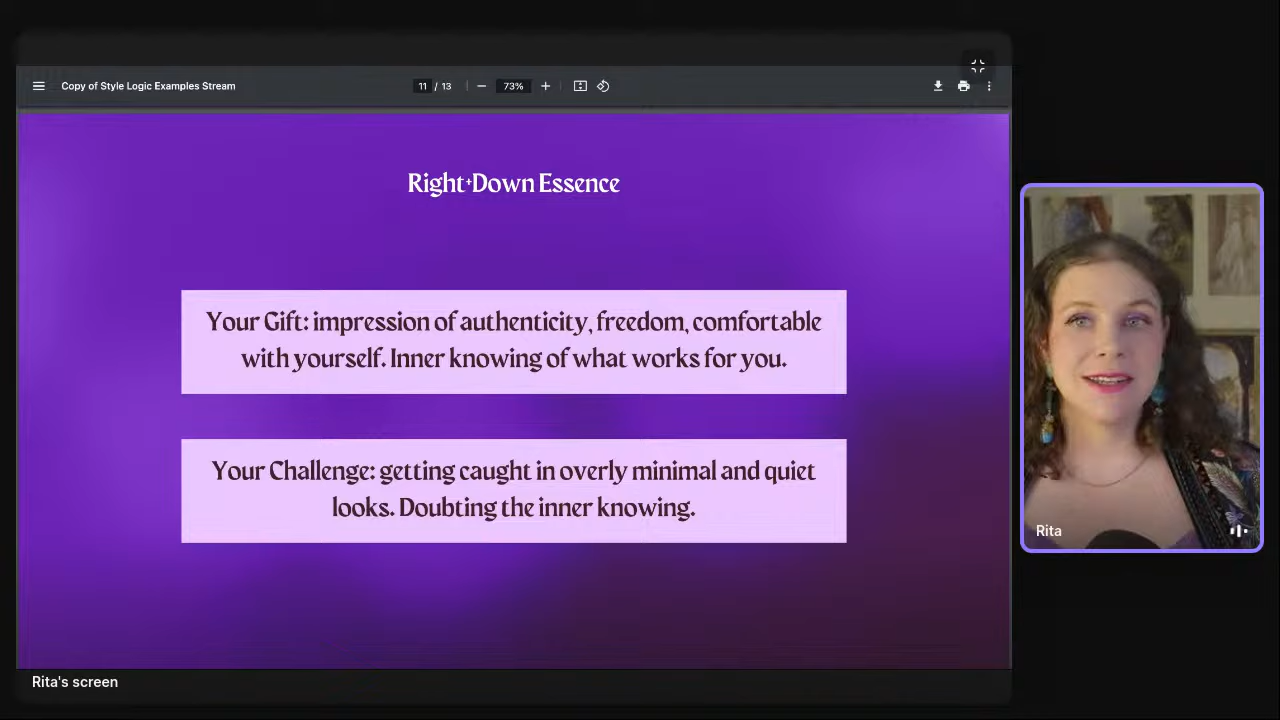 Copy of Style Logic Examples Stream
11 / 13
73%
Right+Down Essence
Your Gift: impression of authenticity, freedom, comfortable
with yourself. Inner knowing of what works for you.
Your Challenge: getting caught in overly minimal and quiet
looks. Doubting the inner knowing.
Rita
Rita's screen